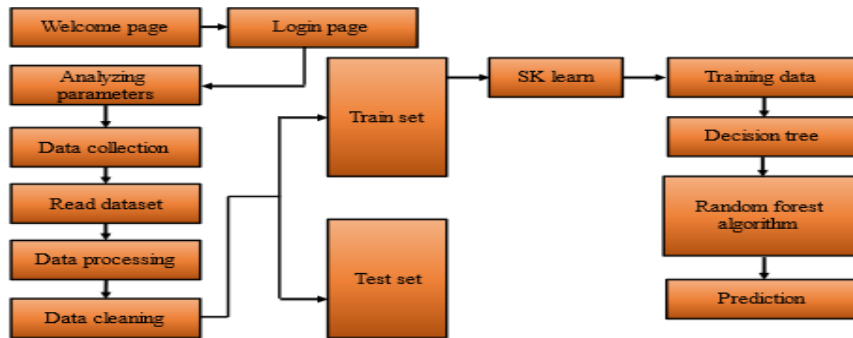 Welcome page
Login page
Analyzing
parameters
Data collection
Read dataset
Data processing
Data cleaning
Train set
Test set
SK learn
Training data
Decision tree
Random forest
algorithm
Prediction